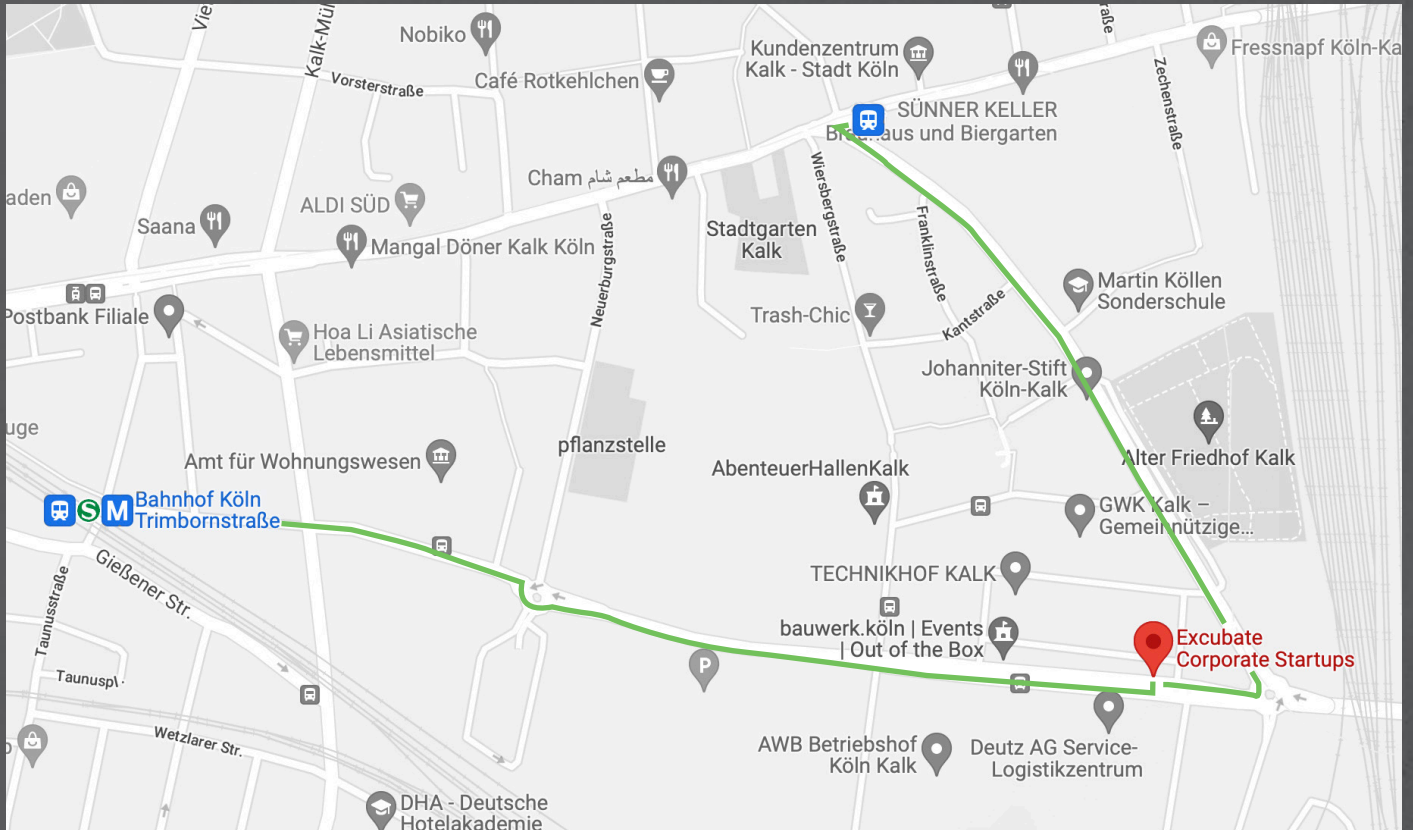 Vie
Kalk-Mül
raße
Nobiko
Kundenzentrum
Kalk - Stadt Köln
Fressnapf Köln-Ka
Vorsterstraße
Café Rotkehlchen
Zechenstraße
SÜNNER KELLER
Brauhaus und Biergarten
Cham مطعم شام
Wiersbergstraße
aden
ALDI SÜD
Saana
Mangal Döner Kalk Köln
Neuerburgstraße
Stadtgarten
Kalk
Franklinstraße
Martin Köllen
Sonderschule
Postbank Filiale
Hoa Li Asiatische
Lebensmittel
Trash-Chic
Kantstraße
Johanniter-Stift
Köln-Kalk
uge
pflanzstelle
Amt für Wohnungswesen
AbenteuerHallenKalk
Alter Friedhof Kalk
S M Bahnhof Köln
Trimbornstraße
GWK Kalk –
Gemeinnützige...
Gießener Str.
TECHNIKHOF KALK
Taunusstraße
bauwerk.köln | Events
| Out of the Box
Excubate
Corporate Startups
P
Taunuspl.
Wetzlarer Str.
AWB Betriebshof
Köln Kalk
Deutz AG Service-
Logistikzentrum
DHA - Deutsche
Hotelakademie